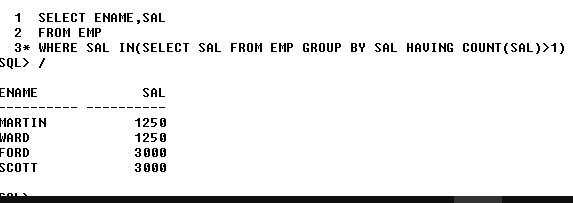 1 SELECT ENAME,SAL
2 FROM EMP
3* WHERE SAL IN(SELECT SAL FROM EMP GROUP BY SAL HAVING COUNT(SAL)>1)
SQL> /
ENAME SAL
---------- ----------
MARTIN 1250
WARD 1250
FORD 3000
SCOTT 3000
SQL>